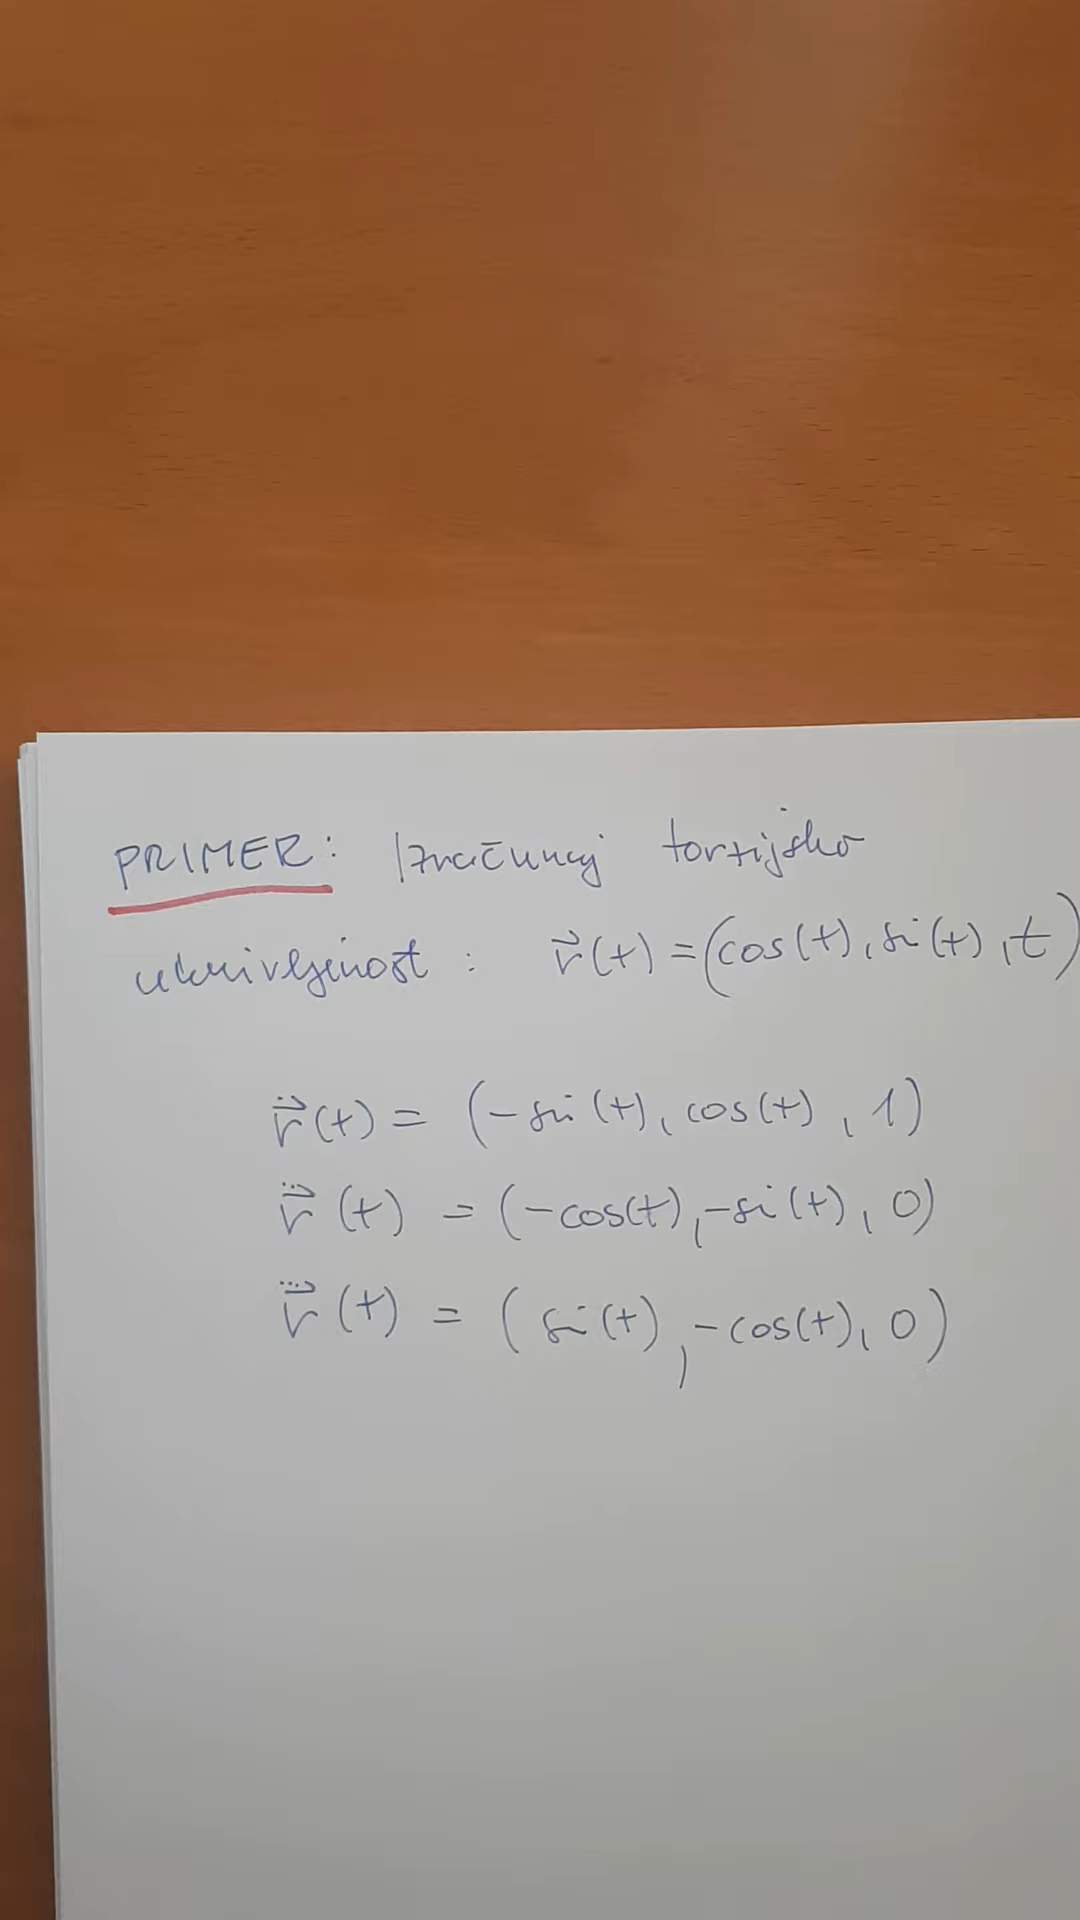 PRIMER: Izračunaj torzijsko
ukrivljenost : r⃗(t) = (cos(t), sin(t), t)
r⃗̇(t) = (-sin(t), cos(t), 1)
r⃗̈(t) = (-cos(t), -sin(t), 0)
r⃗⃛(t) = (sin(t), -cos(t), 0)